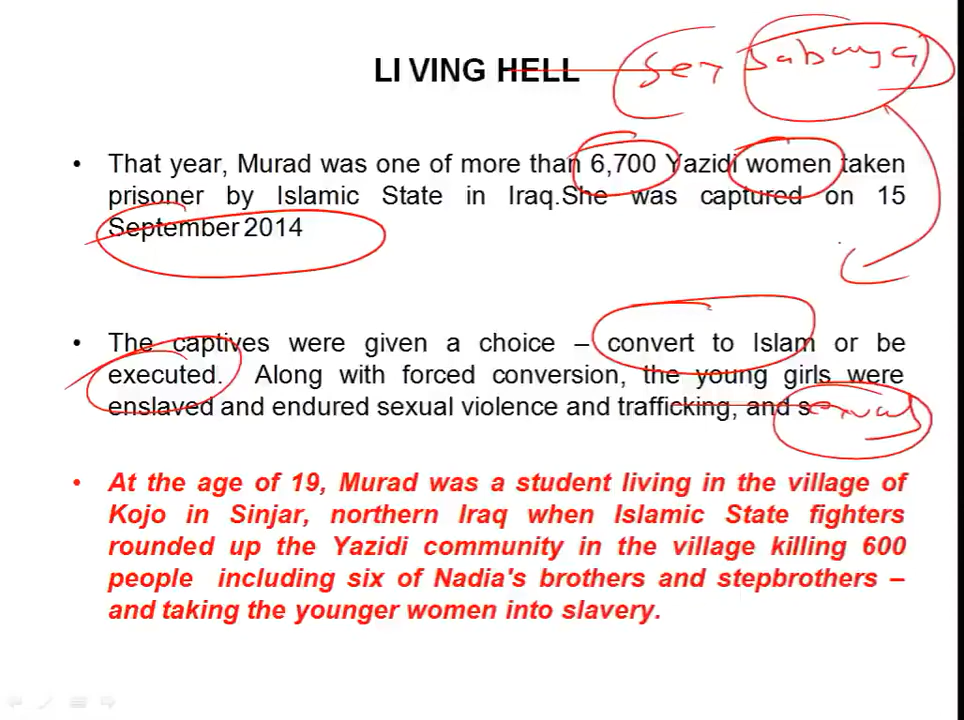 LI VING HELL
sex sabaya
• That year, Murad was one of more than 6,700 Yazidi women taken
prisoner by Islamic State in Iraq.She was captured on 15
September 2014
• The captives were given a choice – convert to Islam or be
executed. Along with forced conversion, the young girls were
enslaved and endured sexual violence and trafficking, and s
sexual
• At the age of 19, Murad was a student living in the village of
Kojo in Sinjar, northern Iraq when Islamic State fighters
rounded up the Yazidi community in the village killing 600
people including six of Nadia's brothers and stepbrothers –
and taking the younger women into slavery.